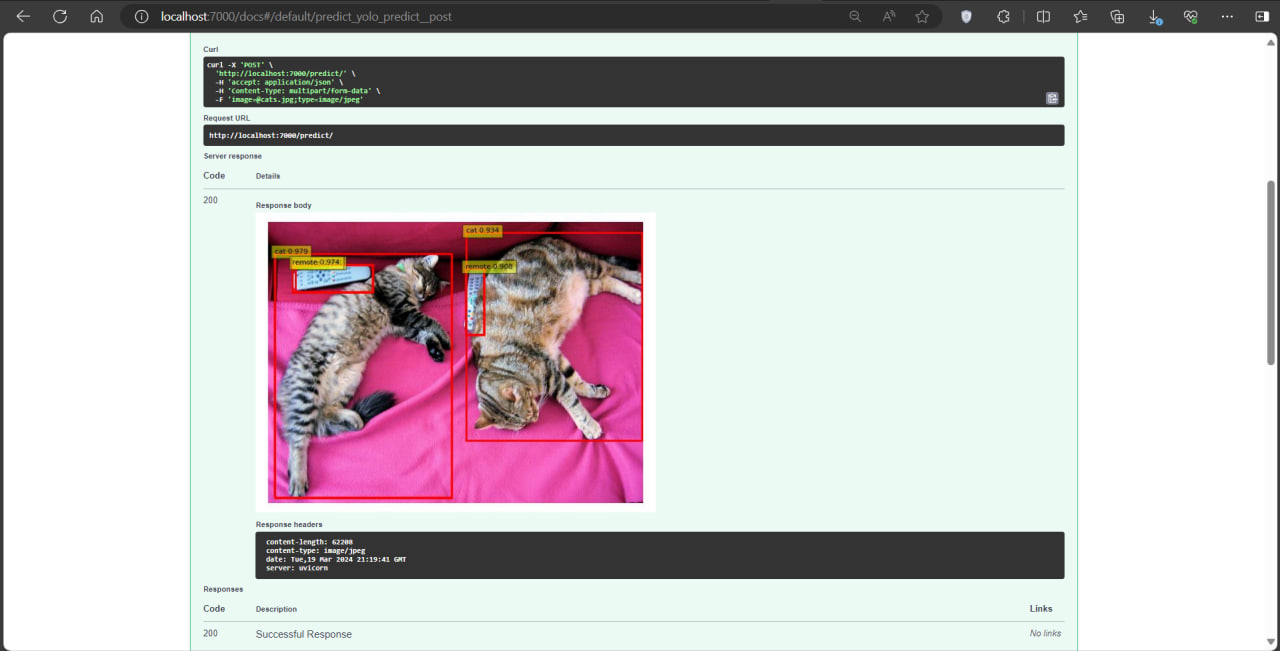 localhost:7000/docs#/default/predict_yolo_predict__post
Curl
curl -X 'POST' \
'http://localhost:7000/predict/' \
-H 'accept: application/json' \
-H 'Content-Type: multipart/form-data' \
-F 'image=@cats.jpg;type=image/jpeg'
Request URL
http://localhost:7000/predict/
Server response
Code Details
200
Response body
cat 0.934
cat 0.979
remote 0.974
remote 0.908
Response headers
content-length: 62208
content-type: image/jpeg
date: Tue,19 Mar 2024 21:19:41 GMT
server: uvicorn
Responses
Code Description Links
200 Successful Response No links